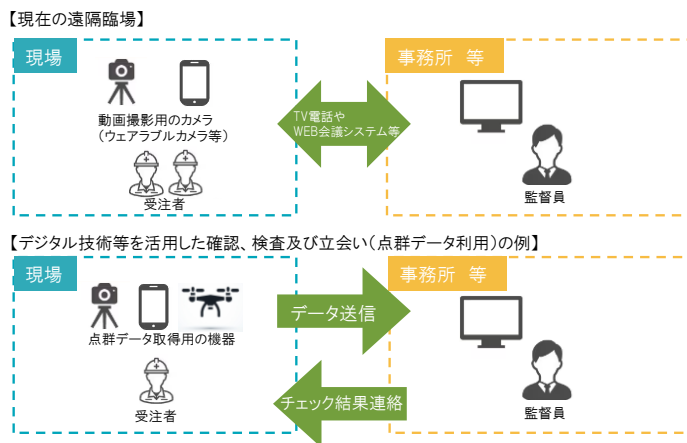 【現在の遠隔臨場】
現場
事務所 等
動画撮影用のカメラ
（ウェアラブルカメラ等）
受注者
TV電話や
WEB会議システム等
監督員
【デジタル技術等を活用した確認、検査及び立会い（点群データ利用）の例】
現場
事務所 等
点群データ取得用の機器
受注者
データ送信
チェック結果連絡
監督員